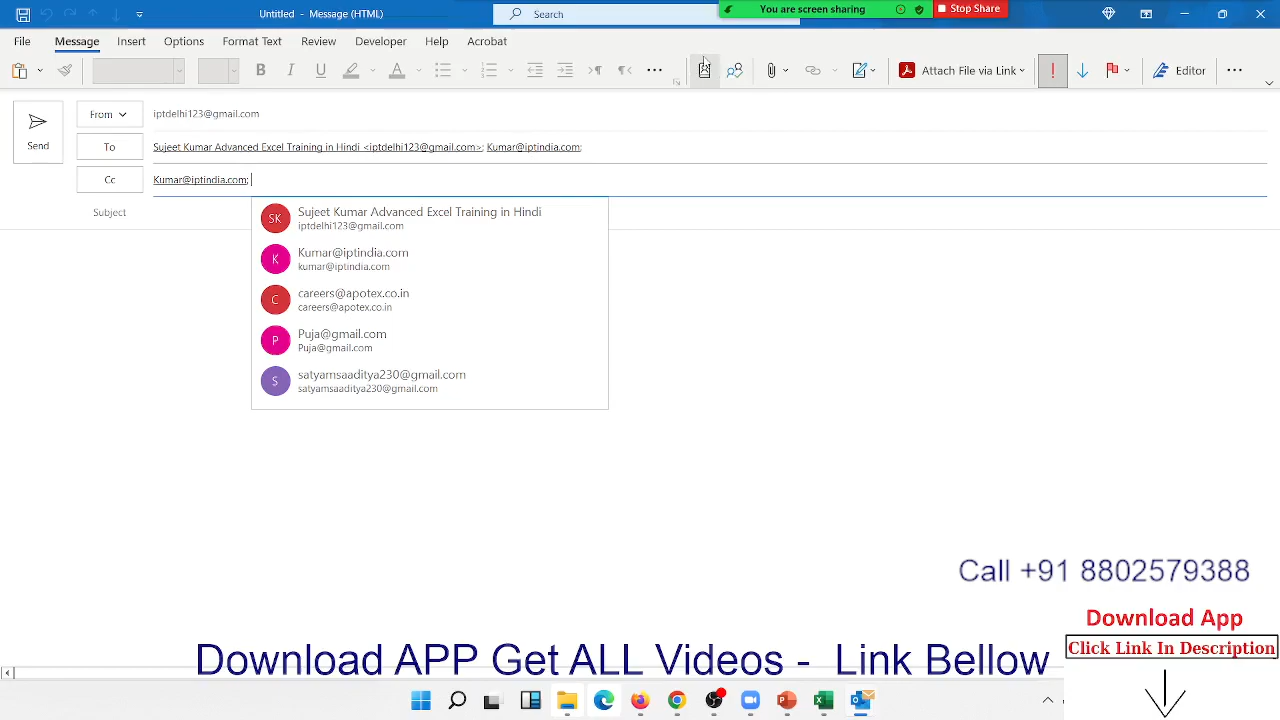 Untitled - Message (HTML)
Search
You are screen sharing
Stop Share
File Message Insert Options Format Text Review Developer Help Acrobat
B I U A
Attach File via Link
Editor
Send
From
iptdelhi123@gmail.com
To
Sujeet Kumar Advanced Excel Training in Hindi <iptdelhi123@gmail.com>; Kumar@iptindia.com;
Cc
Kumar@iptindia.com;
Subject
SK
Sujeet Kumar Advanced Excel Training in Hindi
iptdelhi123@gmail.com
K
Kumar@iptindia.com
kumar@iptindia.com
C
careers@apotex.co.in
careers@apotex.co.in
P
Puja@gmail.com
Puja@gmail.com
S
satyamsaaditya230@gmail.com
satyamsaaditya230@gmail.com
Call +91 8802579388
Download App
Click Link In Description
Download APP Get ALL Videos - Link Bellow